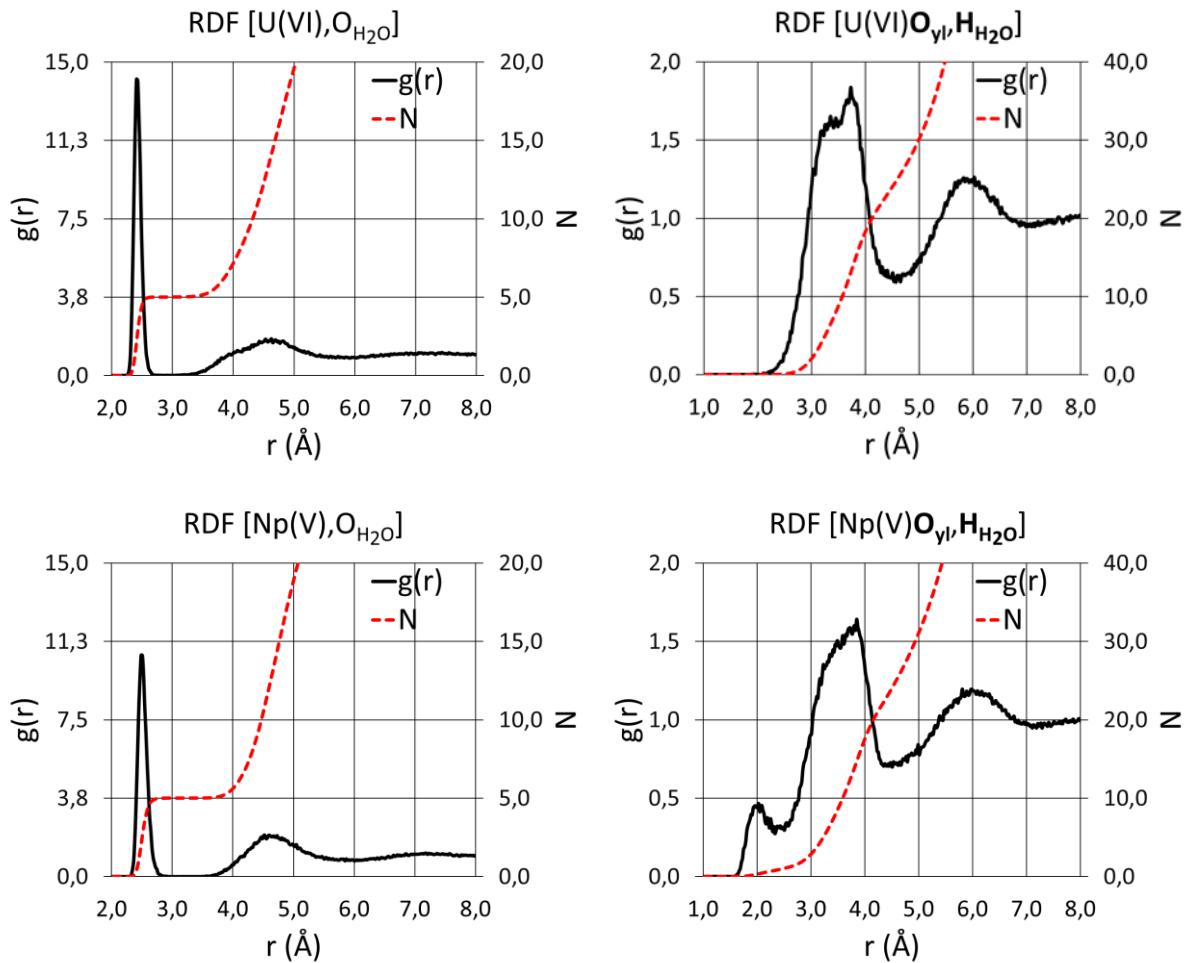 RDF [U(VI),O_H2O]
15,0
11,3
7,5
3,8
0,0
g(r)
g(r)
N
20,0
15,0
10,0
5,0
0,0
N
2,0 3,0 4,0 5,0 6,0 7,0 8,0
r (Å)
RDF [U(VI)O_yl,H_H2O]
2,0
1,5
1,0
0,5
0,0
g(r)
g(r)
N
40,0
30,0
20,0
10,0
0,0
N
1,0 2,0 3,0 4,0 5,0 6,0 7,0 8,0
r (Å)
RDF [Np(V),O_H2O]
15,0
11,3
7,5
3,8
0,0
g(r)
g(r)
N
20,0
15,0
10,0
5,0
0,0
N
2,0 3,0 4,0 5,0 6,0 7,0 8,0
r (Å)
RDF [Np(V)O_yl,H_H2O]
2,0
1,5
1,0
0,5
0,0
g(r)
g(r)
N
40,0
30,0
20,0
10,0
0,0
N
1,0 2,0 3,0 4,0 5,0 6,0 7,0 8,0
r (Å)